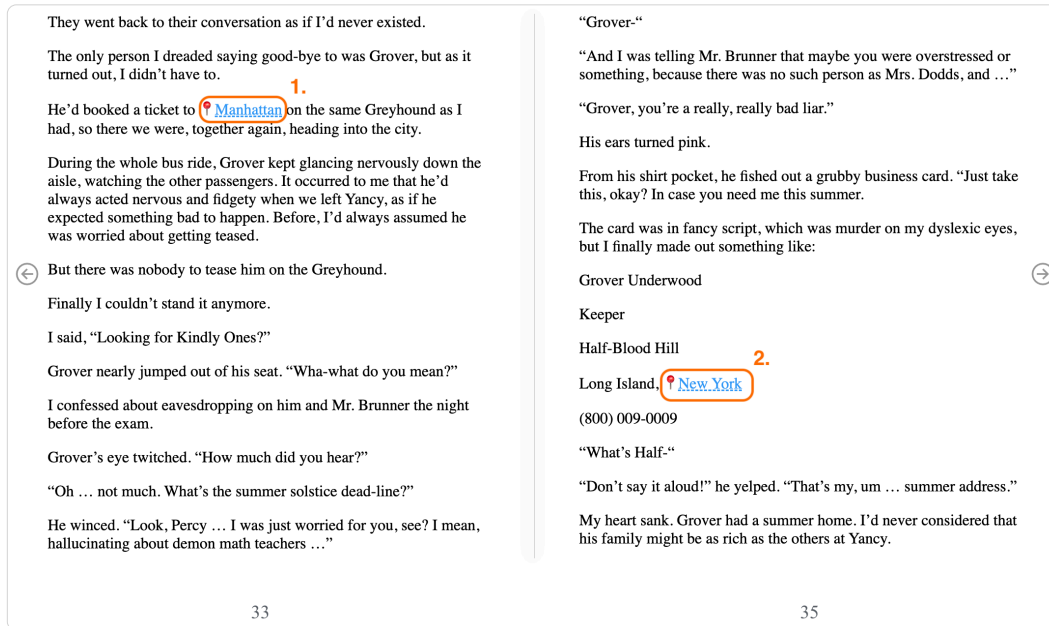 They went back to their conversation as if I’d never existed.
The only person I dreaded saying good-bye to was Grover, but as it
turned out, I didn’t have to.
1.
He’d booked a ticket to Manhattan on the same Greyhound as I
had, so there we were, together again, heading into the city.
During the whole bus ride, Grover kept glancing nervously down the
aisle, watching the other passengers. It occurred to me that he’d
always acted nervous and fidgety when we left Yancy, as if he
expected something bad to happen. Before, I’d always assumed he
was worried about getting teased.
But there was nobody to tease him on the Greyhound.
Finally I couldn’t stand it anymore.
I said, “Looking for Kindly Ones?”
Grover nearly jumped out of his seat. “Wha-what do you mean?”
I confessed about eavesdropping on him and Mr. Brunner the night
before the exam.
Grover’s eye twitched. “How much did you hear?”
“Oh … not much. What’s the summer solstice dead-line?”
He winced. “Look, Percy … I was just worried for you, see? I mean,
hallucinating about demon math teachers …”
33
“Grover-“
“And I was telling Mr. Brunner that maybe you were overstressed or
something, because there was no such person as Mrs. Dodds, and …”
“Grover, you’re a really, really bad liar.”
His ears turned pink.
From his shirt pocket, he fished out a grubby business card. “Just take
this, okay? In case you need me this summer.
The card was in fancy script, which was murder on my dyslexic eyes,
but I finally made out something like:
Grover Underwood
Keeper
Half-Blood Hill
2.
Long Island, New York
(800) 009-0009
“What’s Half-“
“Don’t say it aloud!” he yelped. “That’s my, um … summer address.”
My heart sank. Grover had a summer home. I’d never considered that
his family might be as rich as the others at Yancy.
35